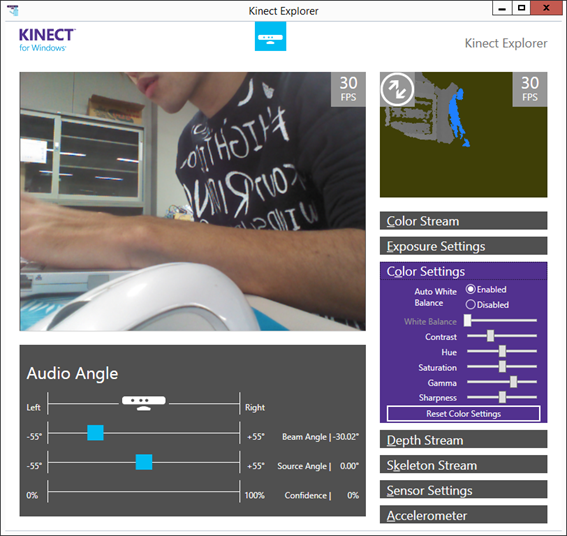 Kinect Explorer
KINECT™
for Windows®
Kinect Explorer
30
FPS
30
FPS
#HIGH
Color Stream
Exposure Settings
Color Settings
Auto White
Balance
Enabled
Disabled
White Balance
Contrast
Hue
Saturation
Gamma
Sharpness
Reset Color Settings
Audio Angle
Left
Right
-55°
+55°
Beam Angle | -30.02°
-55°
+55°
Source Angle | 0.00°
0%
100%
Confidence | 0%
Depth Stream
Skeleton Stream
Sensor Settings
Accelerometer